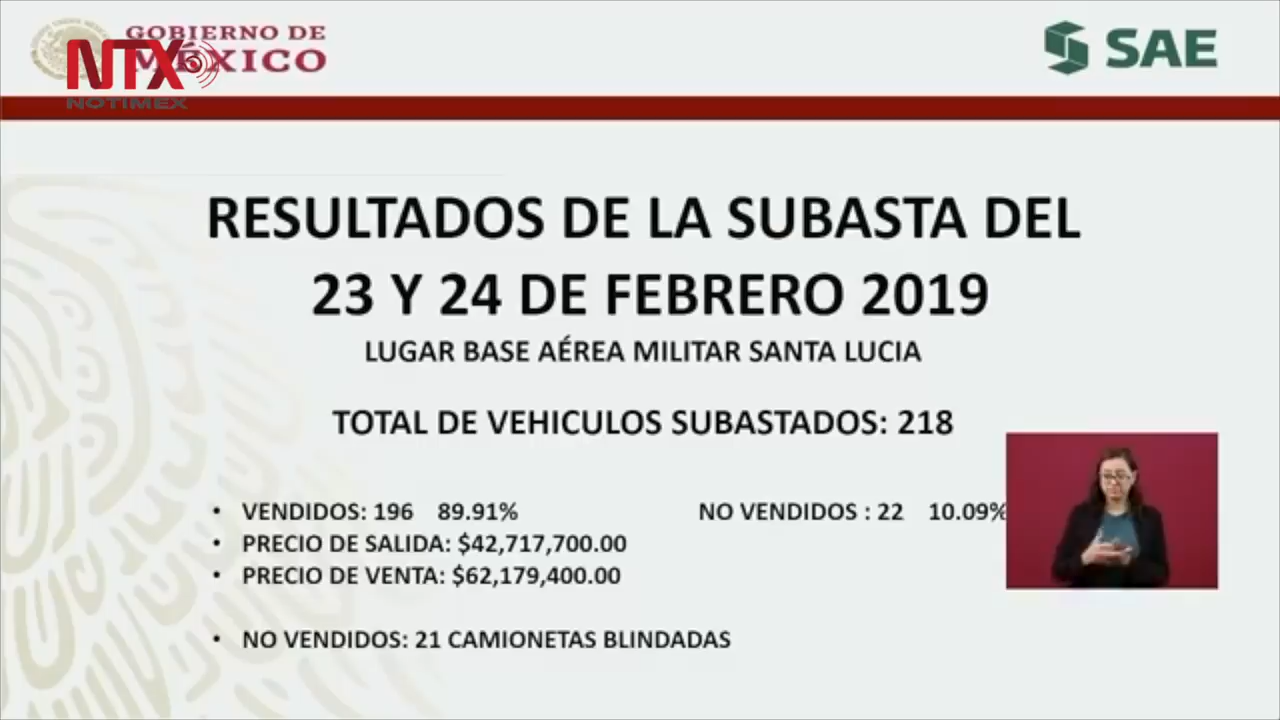 GOBIERNO DE
MÉXICO
NTX
NOTIMEX
SAE
RESULTADOS DE LA SUBASTA DEL
23 Y 24 DE FEBRERO 2019
LUGAR BASE AÉREA MILITAR SANTA LUCIA
TOTAL DE VEHICULOS SUBASTADOS: 218
• VENDIDOS: 196 89.91% NO VENDIDOS : 22 10.09%
• PRECIO DE SALIDA: $42,717,700.00
• PRECIO DE VENTA: $62,179,400.00
• NO VENDIDOS: 21 CAMIONETAS BLINDADAS